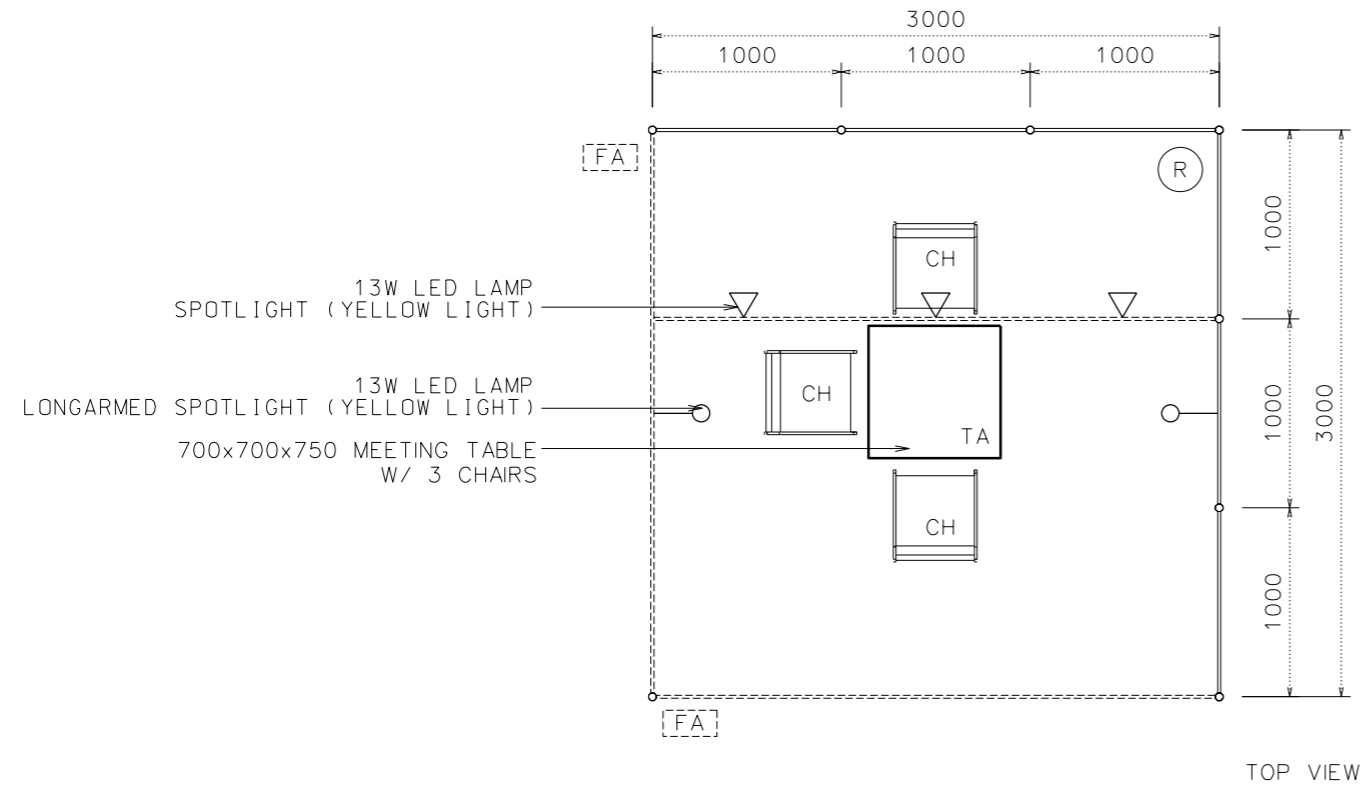 3000
1000 1000 1000
FA
R
1000
CH
13W LED LAMP
SPOTLIGHT (YELLOW LIGHT)
13W LED LAMP
LONGARMED SPOTLIGHT (YELLOW LIGHT)
CH
1000
3000
700x700x750 MEETING TABLE
W/ 3 CHAIRS
TA
CH
1000
FA
TOP VIEW